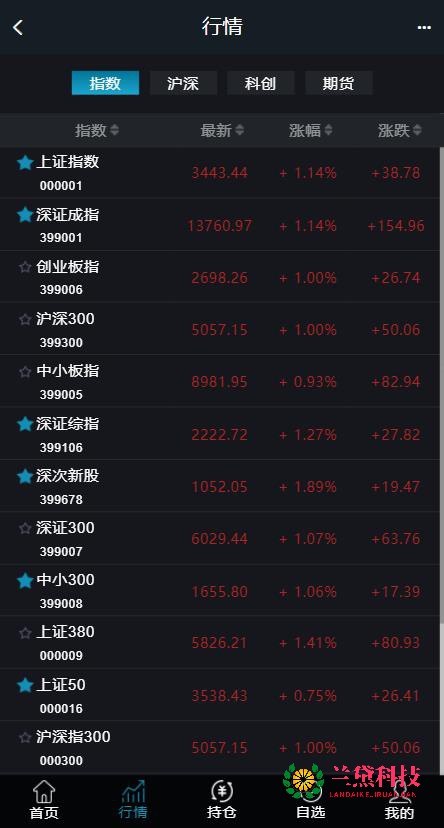 行情
指数 沪深 科创 期货
指数 最新 涨幅 涨跌
上证指数 3443.44 + 1.14% +38.78
000001
深证成指 13760.97 + 1.14% +154.96
399001
创业板指 2698.26 + 1.00% +26.74
399006
沪深300 5057.15 + 1.00% +50.06
399300
中小板指 8981.95 + 0.93% +82.94
399005
深证综指 2222.72 + 1.27% +27.82
399106
深次新股 1052.05 + 1.89% +19.47
399678
深证300 6029.44 + 1.07% +63.76
399007
中小300 1655.80 + 1.06% +17.39
399008
上证380 5826.21 + 1.41% +80.93
000009
上证50 3538.43 + 0.75% +26.41
000016
沪深指300 5057.15 + 1.00% +50.06
000300
兰黛科技
首页 行情 持仓 自选 我的